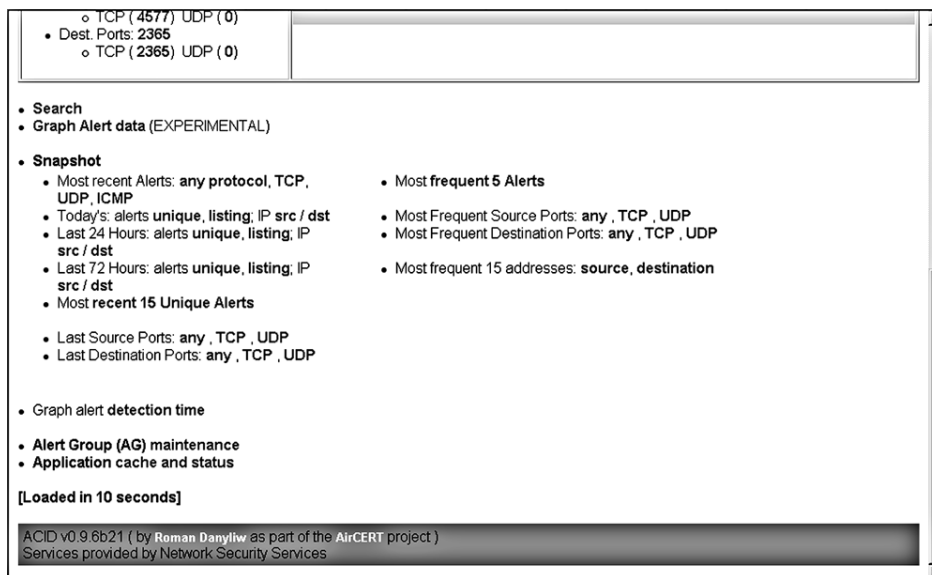 o TCP ( 4577) UDP ( 0)
• Dest. Ports: 2365
o TCP ( 2365) UDP ( 0)
• Search
• Graph Alert data (EXPERIMENTAL)
• Snapshot
• Most recent Alerts: any protocol, TCP,
UDP, ICMP
• Today's: alerts unique, listing; IP src / dst
• Last 24 Hours: alerts unique, listing; IP
src / dst
• Last 72 Hours: alerts unique, listing; IP
src / dst
• Most recent 15 Unique Alerts
• Last Source Ports: any , TCP , UDP
• Last Destination Ports: any , TCP , UDP
• Most frequent 5 Alerts
• Most Frequent Source Ports: any , TCP , UDP
• Most Frequent Destination Ports: any , TCP , UDP
• Most frequent 15 addresses: source, destination
• Graph alert detection time
• Alert Group (AG) maintenance
• Application cache and status
[Loaded in 10 seconds]
ACID v0.9.6b21 ( by Roman Danyliw as part of the AirCERT project )
Services provided by Network Security Services